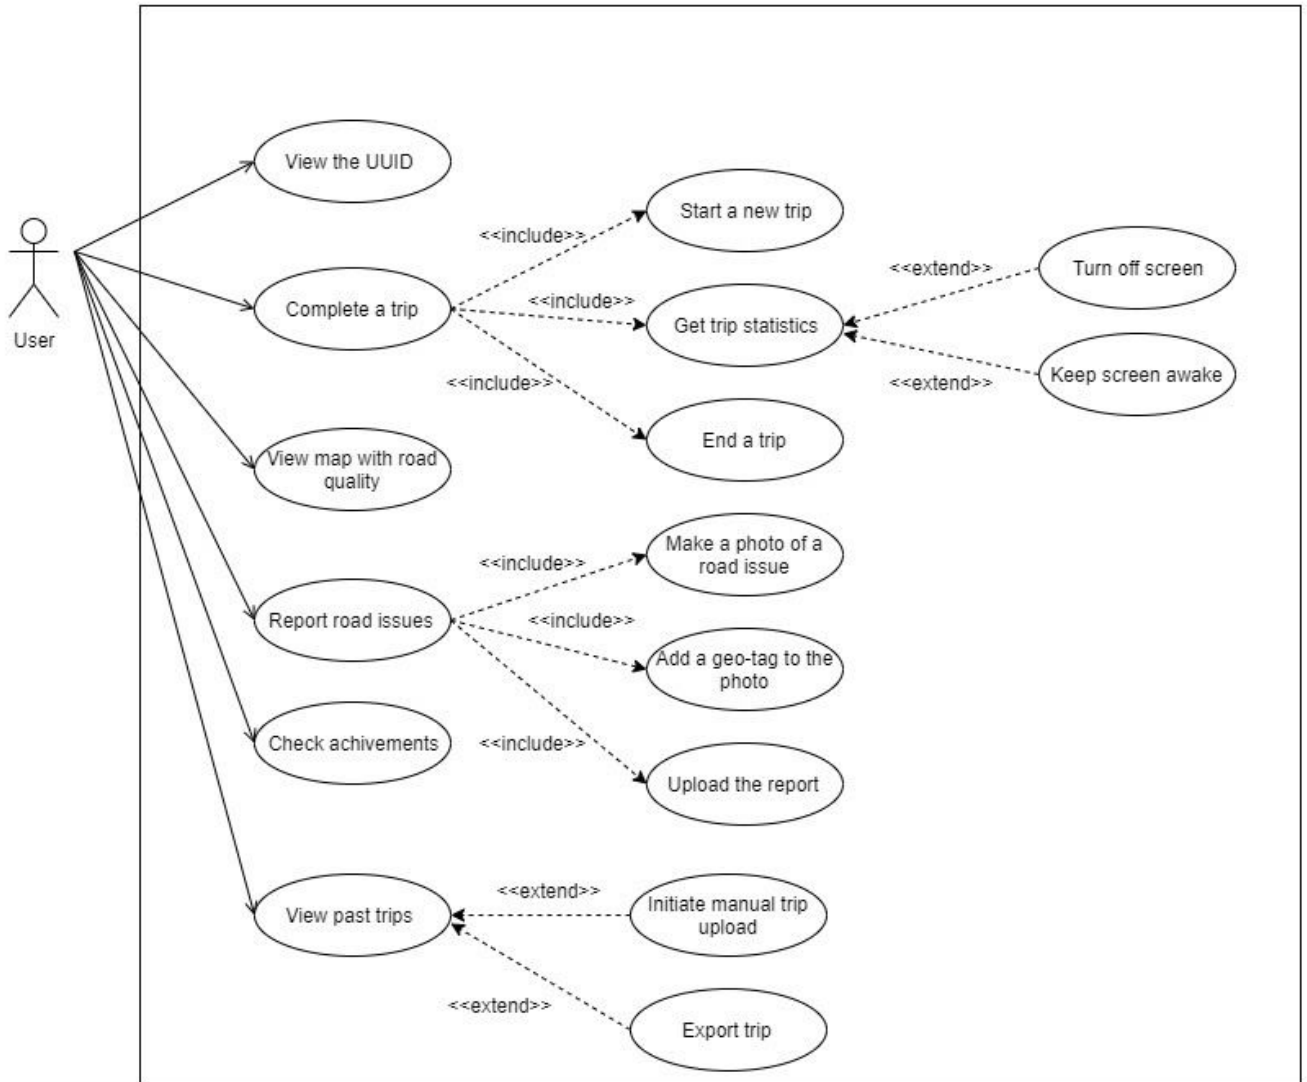 View the UUID
Start a new trip
<<include>>
<<extend>>
Turn off screen
Complete a trip
<<include>>
Get trip statistics
User
<<include>>
<<extend>>
Keep screen awake
End a trip
View map with road
quality
Make a photo of a
road issue
<<include>>
Report road issues
<<include>>
Add a geo-tag to the
photo
Check achivements
<<include>>
Upload the report
View past trips
<<extend>>
Initiate manual trip
upload
<<extend>>
Export trip